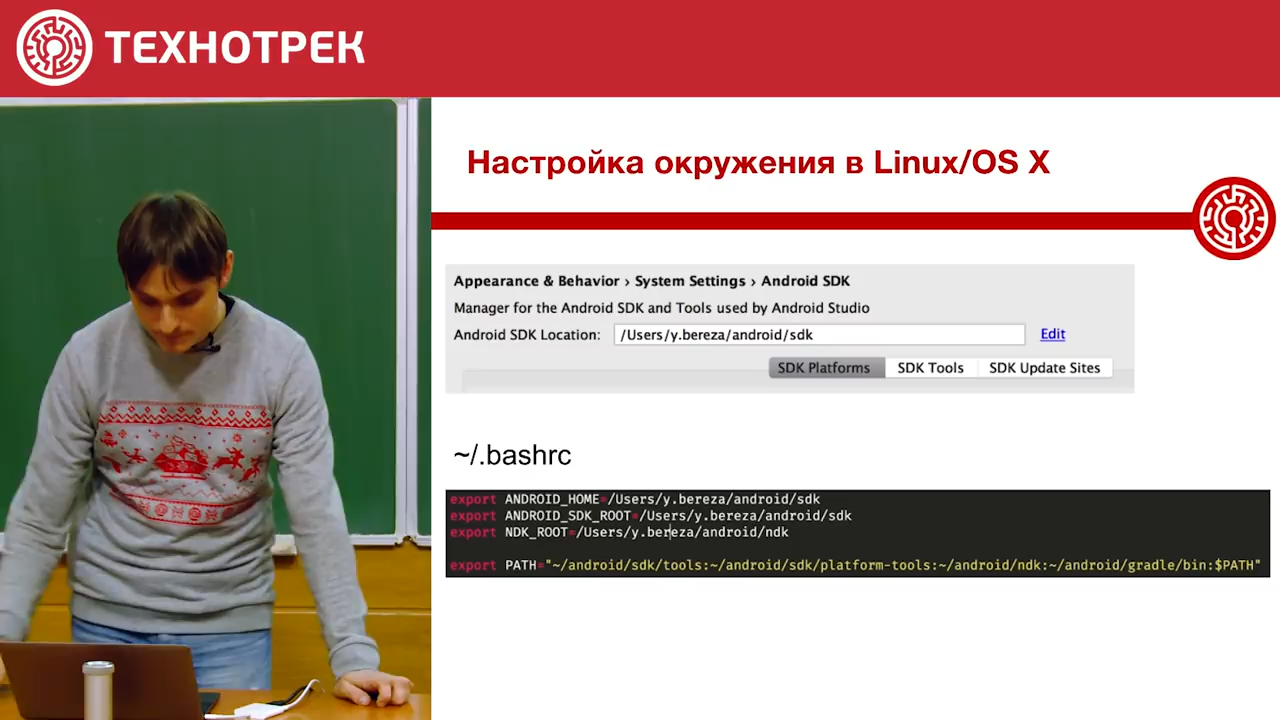 ТЕХНОТРЕК
Настройка окружения в Linux/OS X
Appearance & Behavior › System Settings › Android SDK
Manager for the Android SDK and Tools used by Android Studio
Android SDK Location: /Users/y.bereza/android/sdk Edit
SDK Platforms SDK Tools SDK Update Sites
~/.bashrc
export ANDROID_HOME=/Users/y.bereza/android/sdk
export ANDROID_SDK_ROOT=/Users/y.bereza/android/sdk
export NDK_ROOT=/Users/y.bereza/android/ndk
export PATH="~/android/sdk/tools:~/android/sdk/platform-tools:~/android/ndk:~/android/gradle/bin:$PATH"